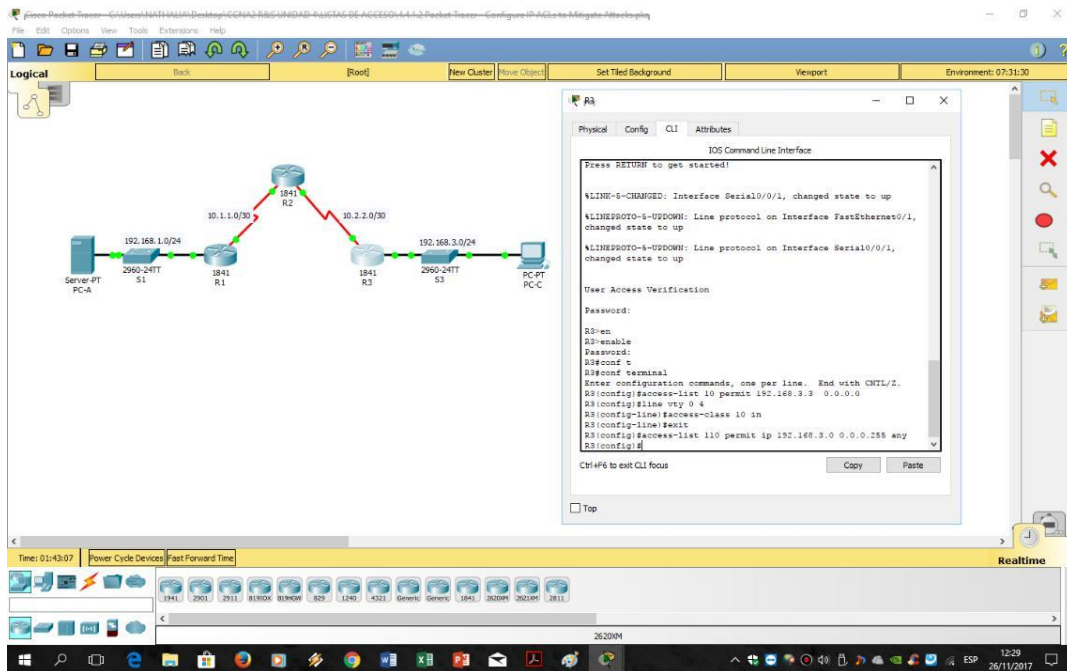 Cisco Packet Tracer - C:\Users\NATHALIA\Desktop\CCNA2 R&S UNIDAD 4\LISTAS DE ACCESO\4.4.1.2 Packet Tracer - Configure IP ACLs to Mitigate Attacks.pka
File Edit Options View Tools Extensions Help
Logical Back [Root] New Cluster Move Object Set Tiled Background Viewport Environment: 07:31:30
R3
Physical Config CLI Attributes
IOS Command Line Interface
Press RETURN to get started!
%LINK-5-CHANGED: Interface Serial0/0/1, changed state to up
%LINEPROTO-5-UPDOWN: Line protocol on Interface FastEthernet0/1,
changed state to up
%LINEPROTO-5-UPDOWN: Line protocol on Interface Serial0/0/1,
changed state to up
User Access Verification
Password:
R3>en
R3>enable
Password:
R3#conf t
R3#conf terminal
Enter configuration commands, one per line. End with CNTL/Z.
R3(config)#access-list 10 permit 192.168.3.3 0.0.0.0
R3(config)#line vty 0 4
R3(config-line)#access-class 10 in
R3(config-line)#exit
R3(config)#access-list 110 permit ip 192.168.3.0 0.0.0.255 any
R3(config)#
Ctrl+F6 to exit CLI focus
Copy Paste
Top
1841
R2
10.1.1.0/30
10.2.2.0/30
192.168.1.0/24
192.168.3.0/24
Server-PT
PC-A
2960-24TT
S1
1841
R1
1841
R3
2960-24TT
S3
PC-PT
PC-C
Time: 01:43:07 Power Cycle Devices Fast Forward Time Realtime
1941 2901 2911 819IOX 819HGW 829 1240 4321 Generic Generic 1841 2620XM 2621XM 2811
2620XM
ESP
12:29
26/11/2017